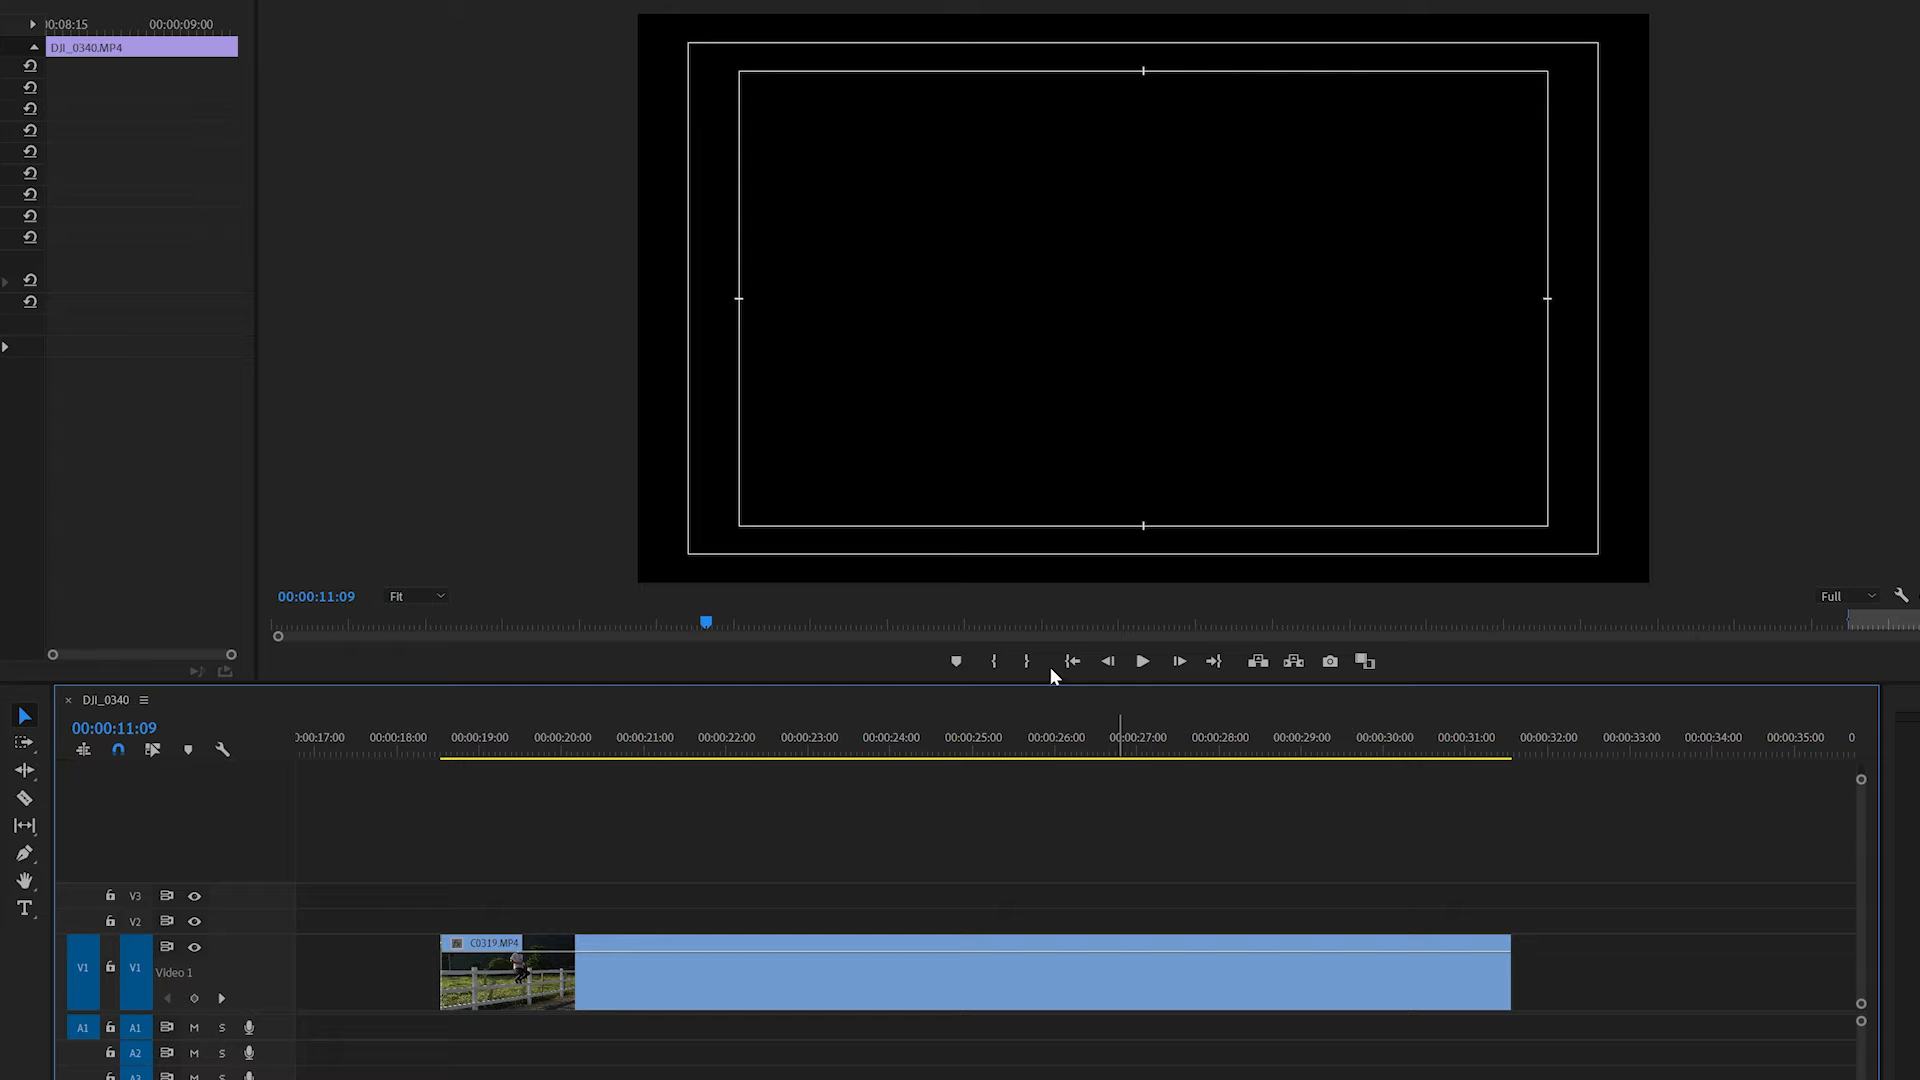 00:08:15 00:00:09:00
DJI_0340.MP4
00:00:11:09 Fit Full
DJI_0340
00:00:11:09
00:00:17:00 00:00:18:00 00:00:19:00 00:00:20:00 00:00:21:00 00:00:22:00 00:00:23:00 00:00:24:00 00:00:25:00 00:00:26:00 00:00:27:00 00:00:28:00 00:00:29:00 00:00:30:00 00:00:31:00 00:00:32:00 00:00:33:00 00:00:34:00 00:00:35:00 0
V3
V2
C0319.MP4
V1 V1
Video 1
A1 A1 M S
A2 M S
A3